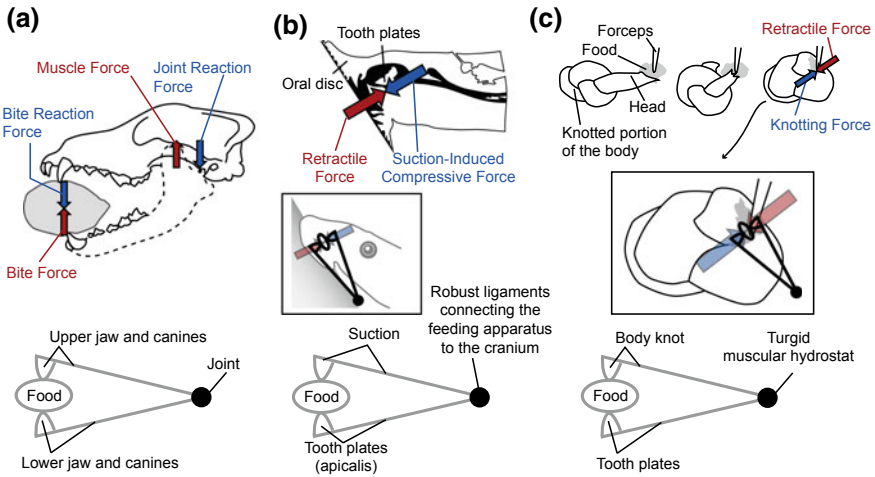 (a)
Muscle Force
Joint Reaction
Force
Bite Reaction
Force
Bite Force
Upper jaw and canines
Joint
Food
Lower jaw and canines
(b)
Tooth plates
Oral disc
Retractile
Force
Suction-Induced
Compressive Force
Robust ligaments
connecting the
feeding apparatus
to the cranium
Suction
Food
Tooth plates
(apicalis)
(c)
Forceps
Food
Retractile Force
Head
Knotted portion
of the body
Knotting Force
Body knot
Turgid
muscular hydrostat
Food
Tooth plates